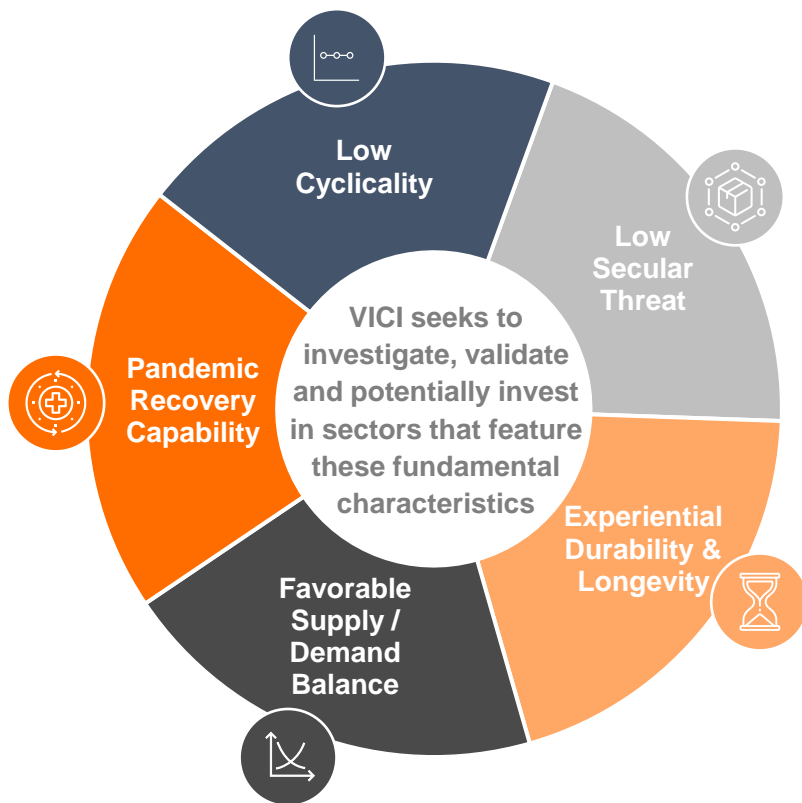 Low
Cyclicality
Low
Secular
Threat
Experiential
Durability &
Longevity
Favorable
Supply /
Demand
Balance
Pandemic
Recovery
Capability
VICI seeks to
investigate, validate
and potentially invest
in sectors that feature
these fundamental
characteristics